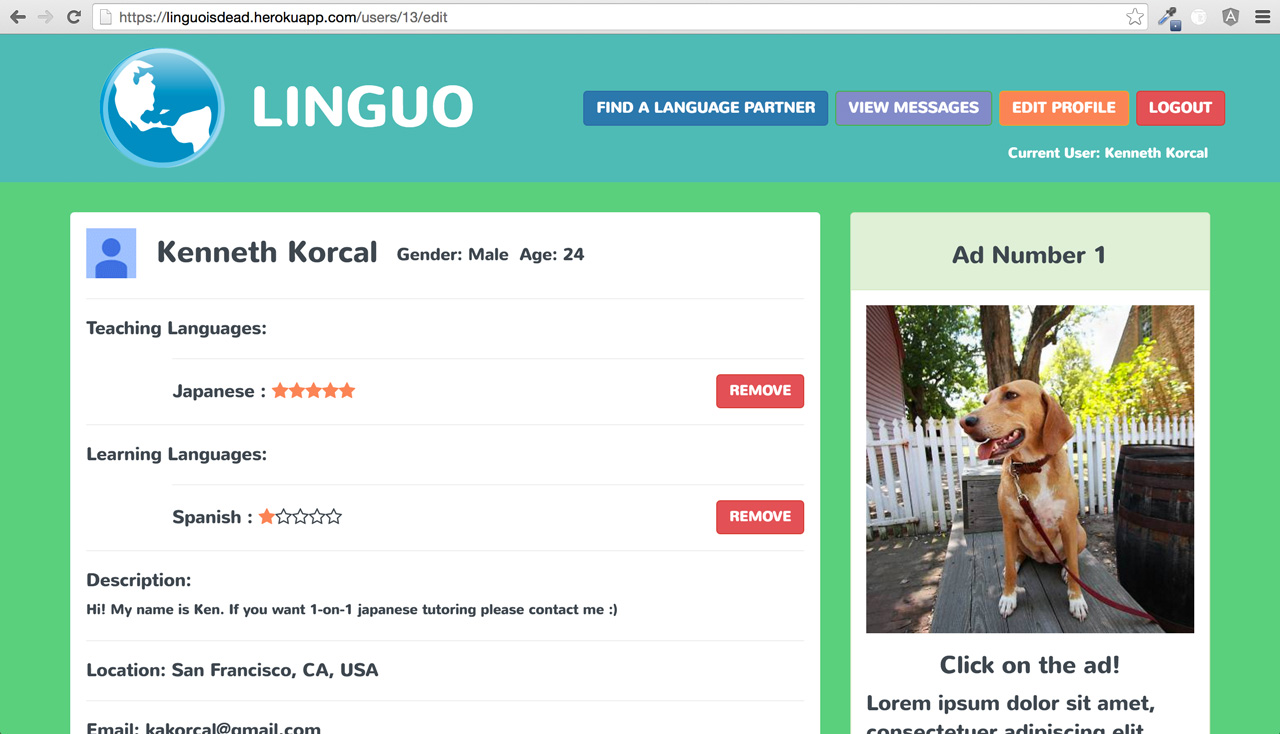 https://linguoisdead.herokuapp.com/users/13/edit
LINGUO
FIND A LANGUAGE PARTNER
VIEW MESSAGES
EDIT PROFILE
LOGOUT
Current User: Kenneth Korcal
Kenneth Korcal Gender: Male Age: 24
Teaching Languages:
Japanese :
REMOVE
Learning Languages:
Spanish :
REMOVE
Description:
Hi! My name is Ken. If you want 1-on-1 japanese tutoring please contact me :)
Location: San Francisco, CA, USA
Email: kakorcal@gmail.com
Ad Number 1
Click on the ad!
Lorem ipsum dolor sit amet,
consectetuer adipiscing elit